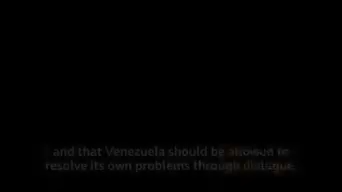 and that Venezuela should be allowed to
resolve its own problems through dialogue.